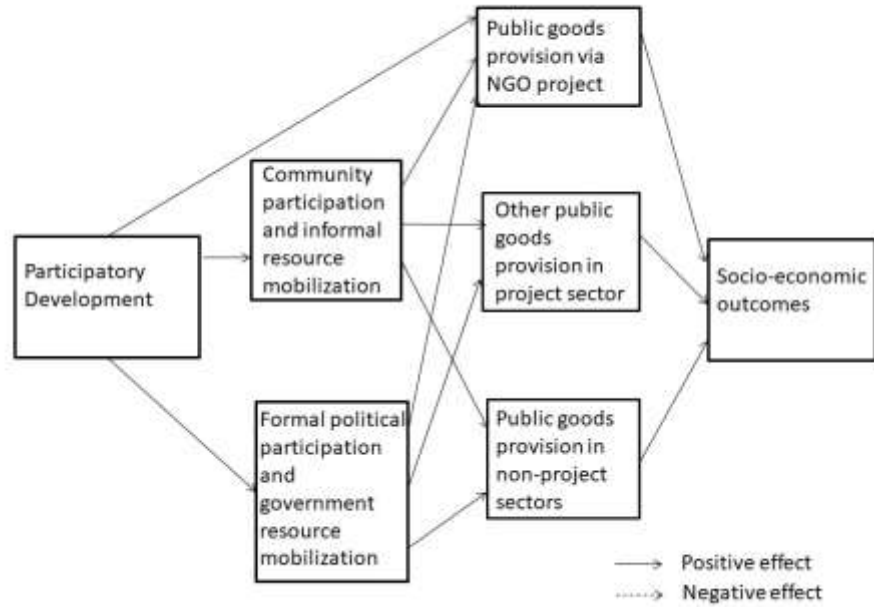 Public goods
provision via
NGO project
Community
participation
and informal
resource
mobilization
Other public
goods
provision in
project sector
Participatory
Development
Socio-economic
outcomes
Formal political
participation
and
government
resource
mobilization
Public goods
provision in
non-project
sectors
Positive effect
Negative effect